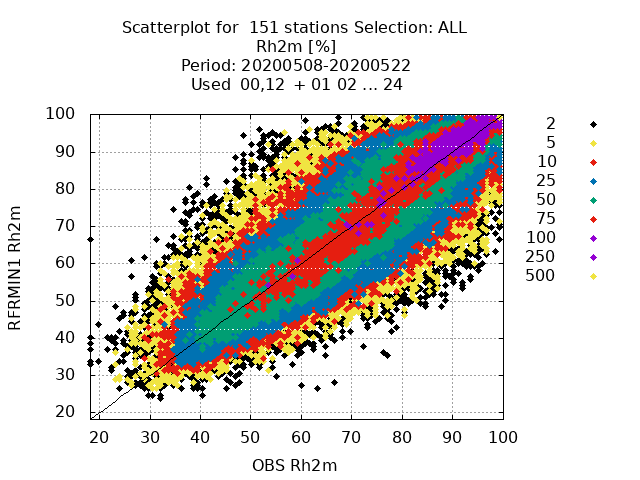 Scatterplot for  151 stations Selection: ALL
Rh2m [%]
Period: 20200508-20200522
Used  00,12  + 01 02 ... 24
100
90
80
70
60
50
40
30
20
20 30 40 50 60 70 80 90 100
RFRMIN1 Rh2m
OBS Rh2m
2
5
10
25
50
75
100
250
500